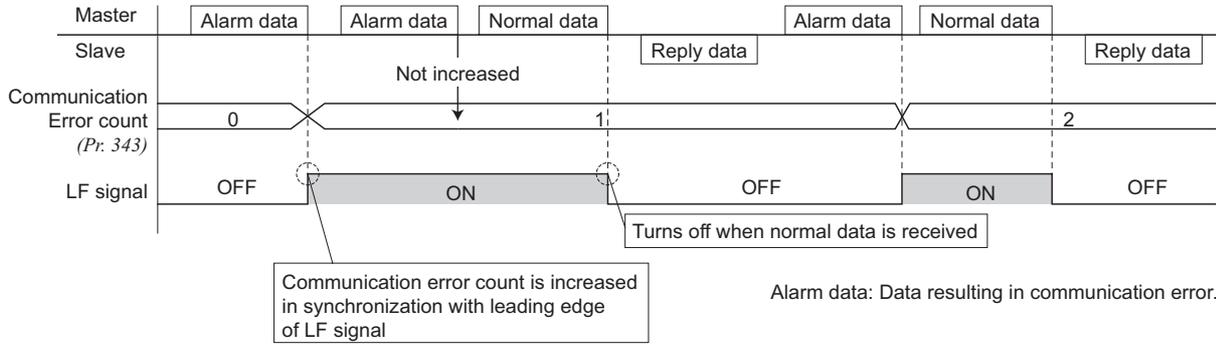 Master
Alarm data
Alarm data
Normal data
Alarm data
Normal data
Slave
Reply data
Reply data
Not increased
Communication
Error count
(Pr. 343)
0
1
2
LF signal
OFF
ON
OFF
ON
OFF
Turns off when normal data is received
Communication error count is increased
in synchronization with leading edge
of LF signal
Alarm data: Data resulting in communication error.